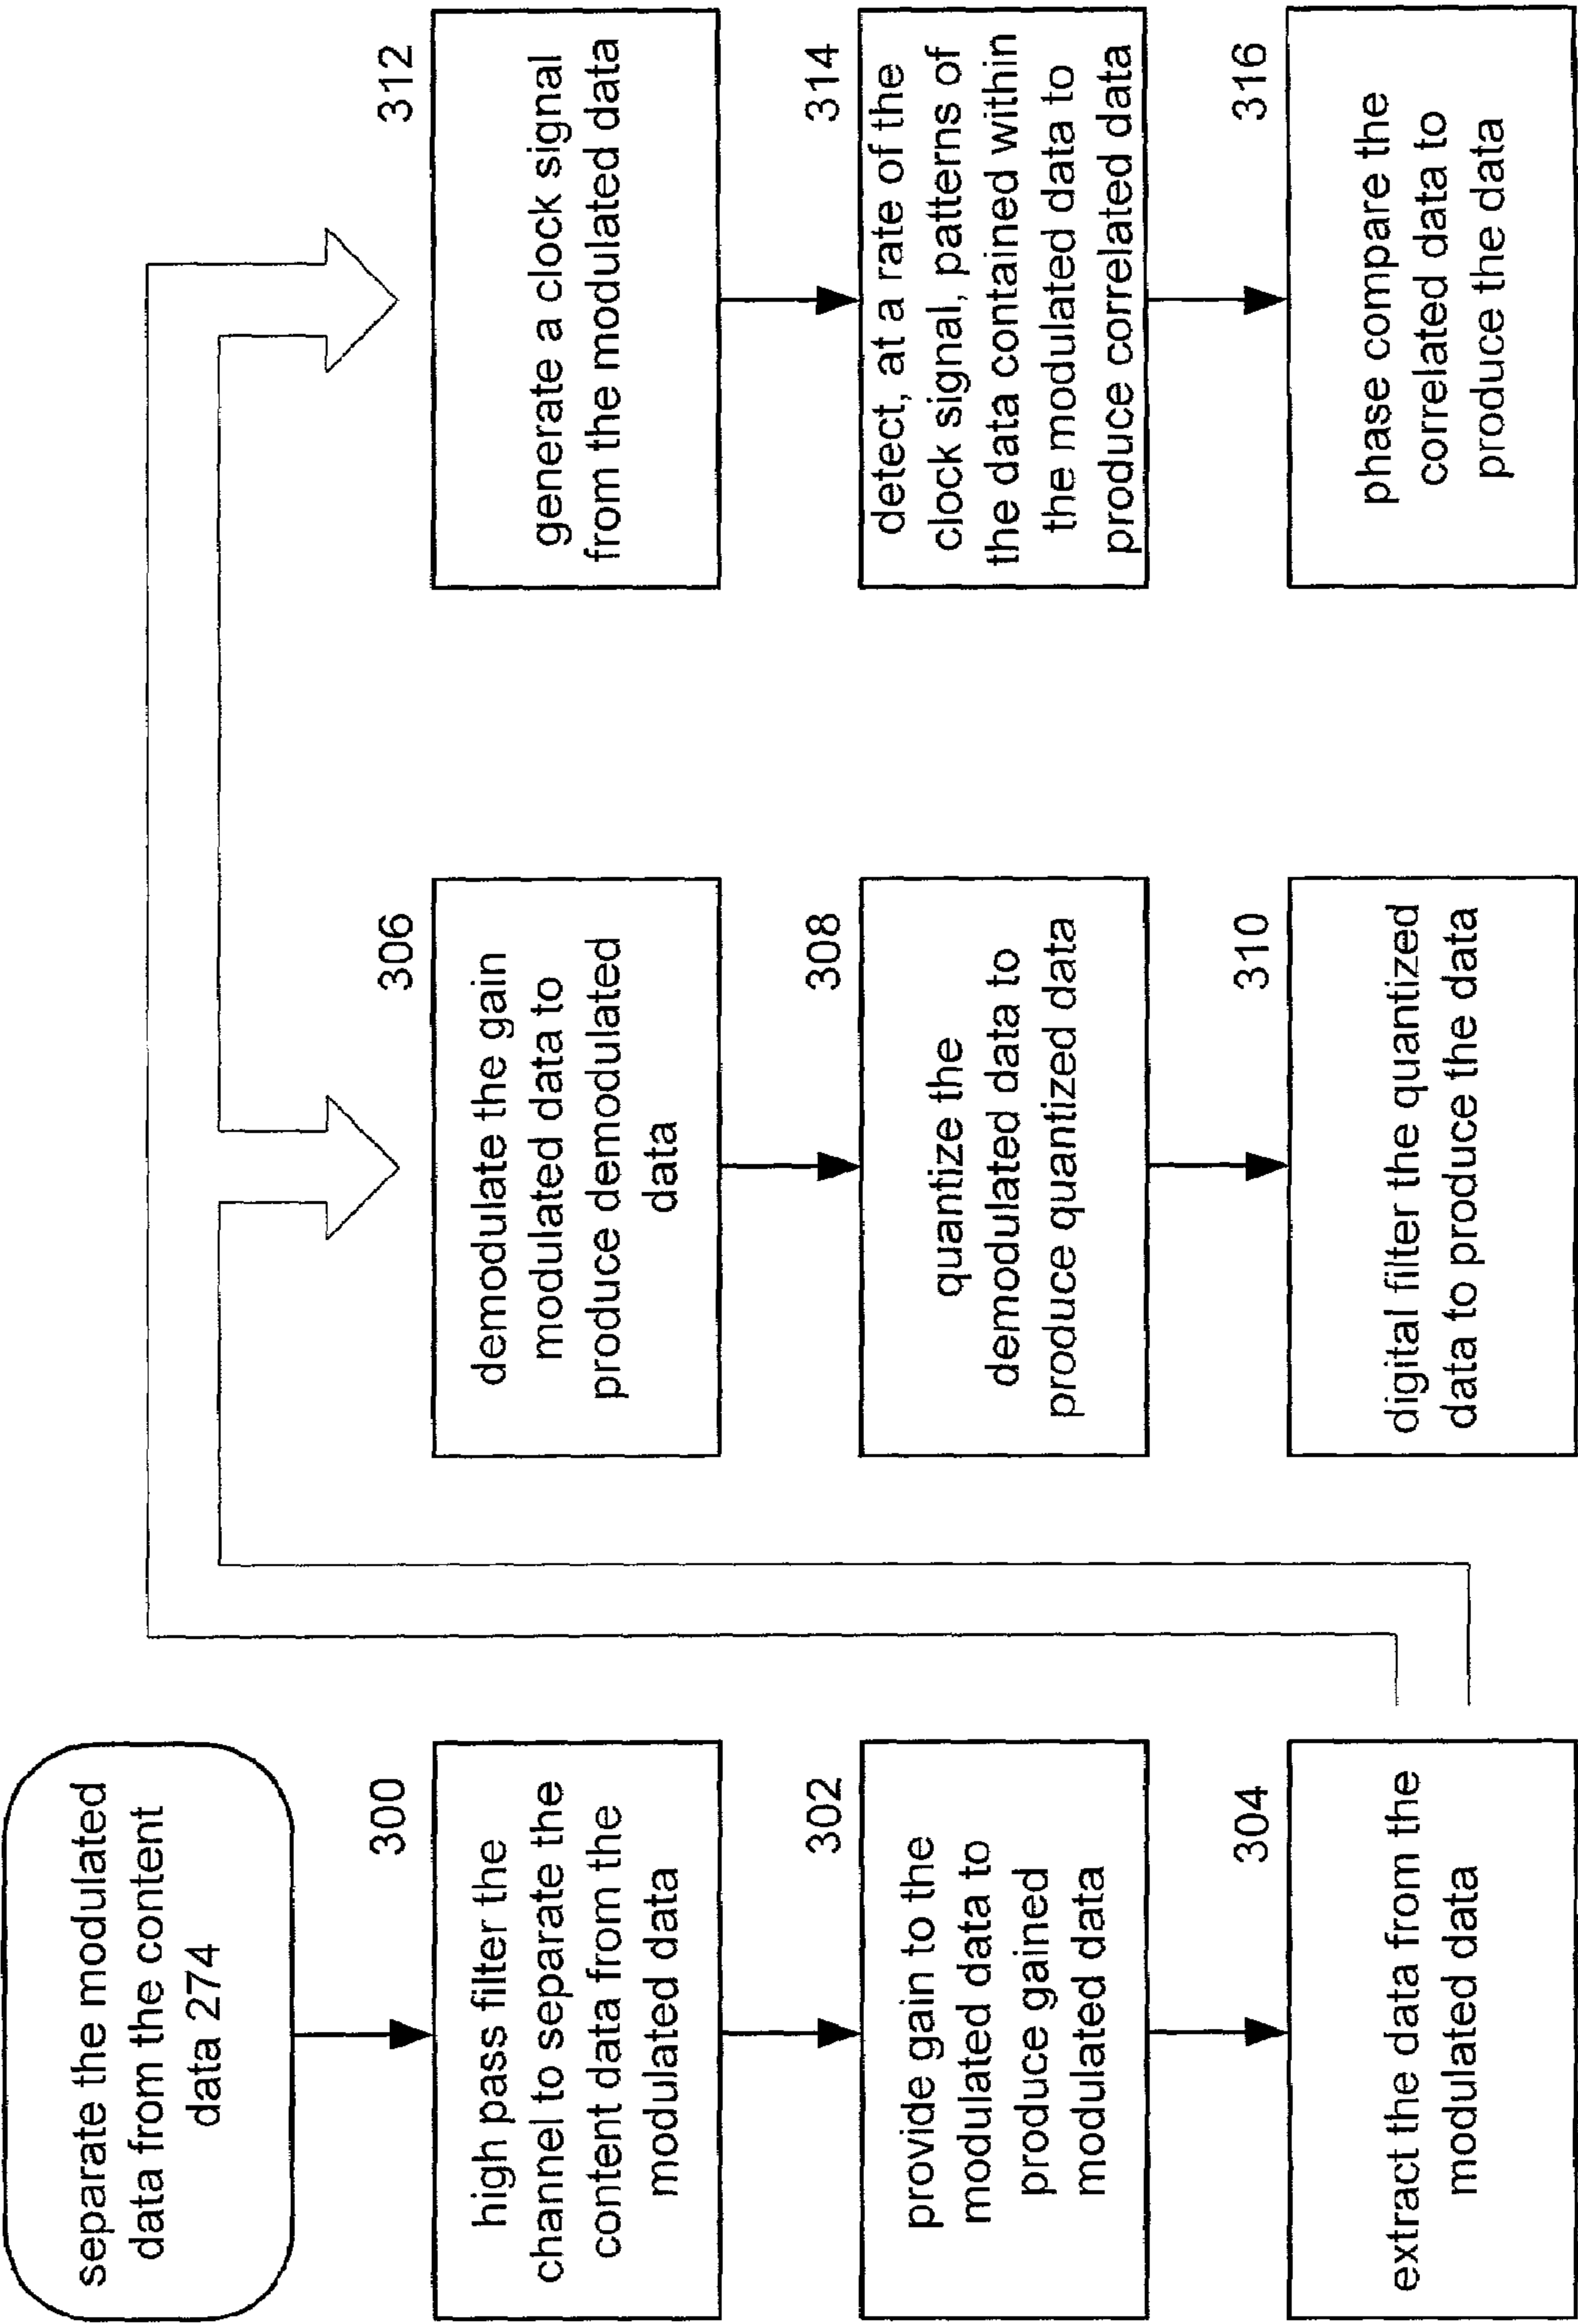 separate the modulated
data from the content
data 274
300
high pass filter the
channel to separate the
content data from the
modulated data
302
provide gain to the
modulated data to
produce gained
modulated data
304
extract the data from the
modulated data
306
demodulate the gain
modulated data to
produce demodulated
data
308
quantize the
demodulated data to
produce quantized data
310
digital filter the quantized
data to produce the data
312
generate a clock signal
from the modulated data
314
detect, at a rate of the
clock signal, patterns of
the data contained within
the modulated data to
produce correlated data
316
phase compare the
correlated data to
produce the data